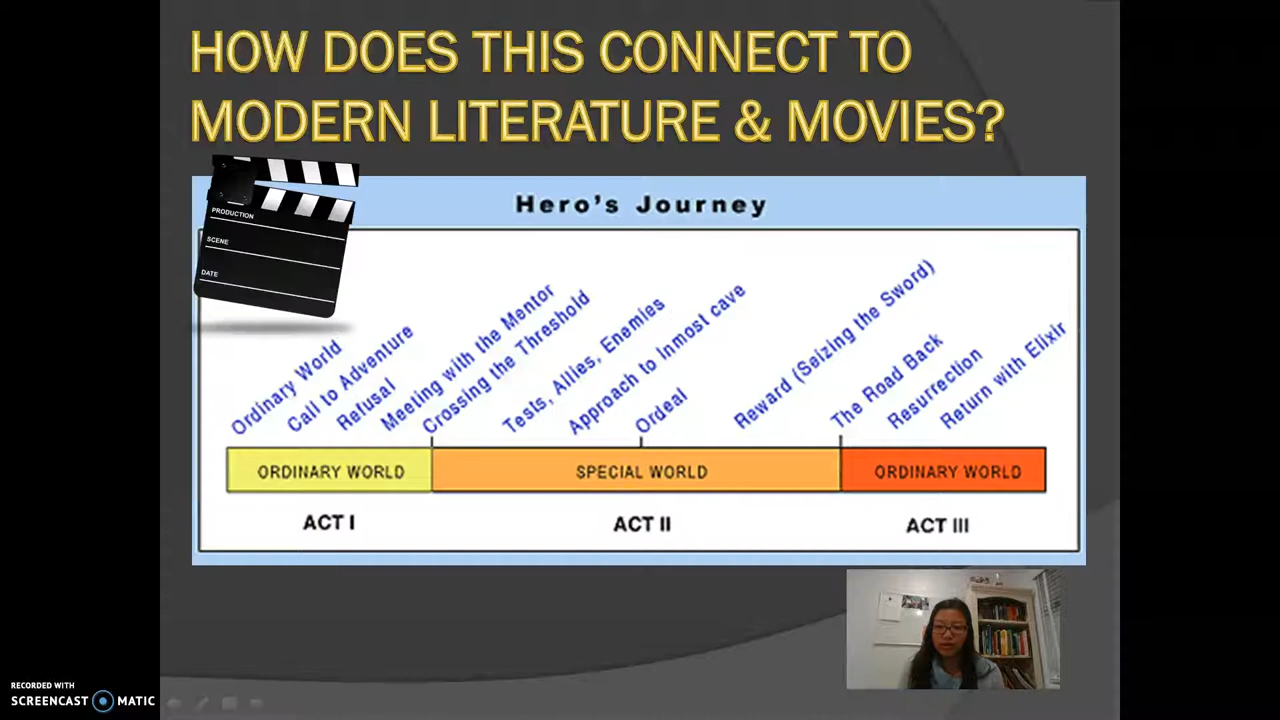 HOW DOES THIS CONNECT TO
MODERN LITERATURE & MOVIES?
PRODUCTION
SCENE
DATE
Hero's Journey
Ordinary World
Call to Adventure
Refusal
Meeting with the Mentor
Crossing the Threshold
Tests, Allies, Enemies
Approach to Inmost cave
Ordeal
Reward (Seizing the Sword)
The Road Back
Resurrection
Return with Elixir
ORDINARY WORLD
SPECIAL WORLD
ORDINARY WORLD
ACT I
ACT II
ACT III
RECORDED WITH
SCREENCAST MATIC